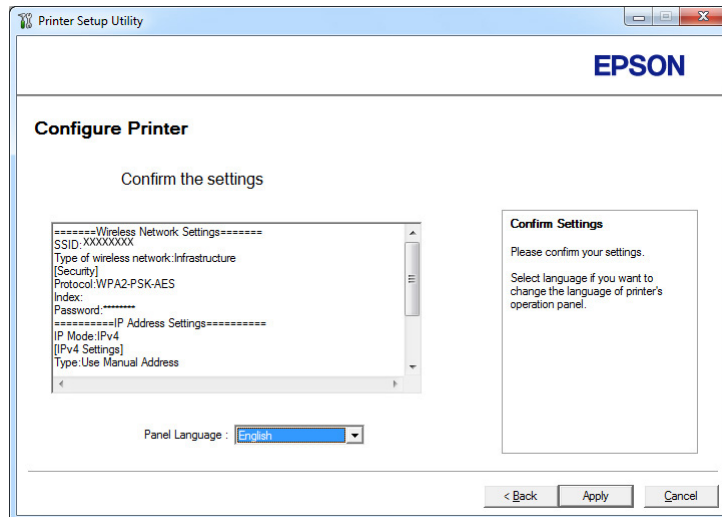 Printer Setup Utility
EPSON
Configure Printer
Confirm the settings
=======Wireless Network Settings=======
SSID:XXXXXXXX
Type of wireless network:Infrastructure
[Security]
Protocol:WPA2-PSK-AES
Index:
Password:********
==========IP Address Settings==========
IP Mode:IPv4
[IPv4 Settings]
Type:Use Manual Address
Panel Language : English
Confirm Settings
Please confirm your settings.
Select language if you want to
change the language of printer's
operation panel.
< Back
Apply
Cancel